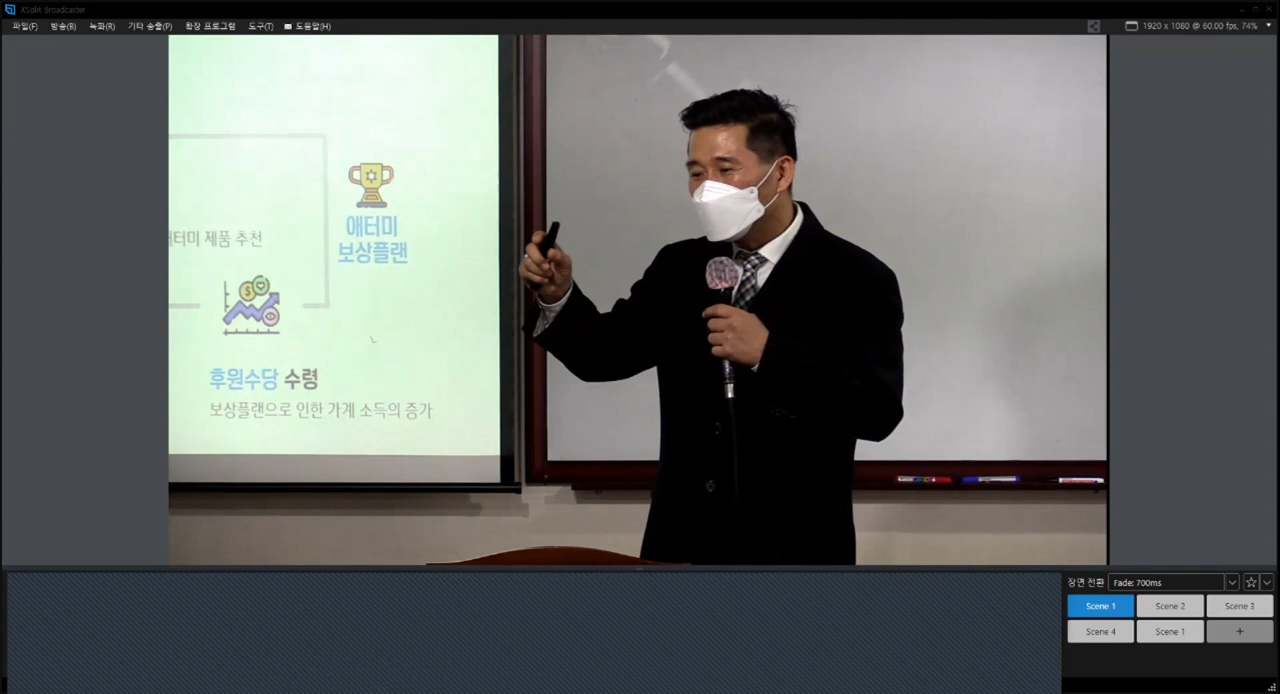 XSplit Broadcaster
파일(F) 방송(B) 녹화(R) 기타 송출(P) 확장 프로그램 도구(T) 도움말(H)
1920 x 1080 @ 60.00 fps, 74%
애터미
보상플랜
터미 제품 추천
후원수당 수령
보상플랜으로 인한 가계 소득의 증가
장면 전환 Fade: 700ms
Scene 1 Scene 2 Scene 3
Scene 4 Scene 1 +